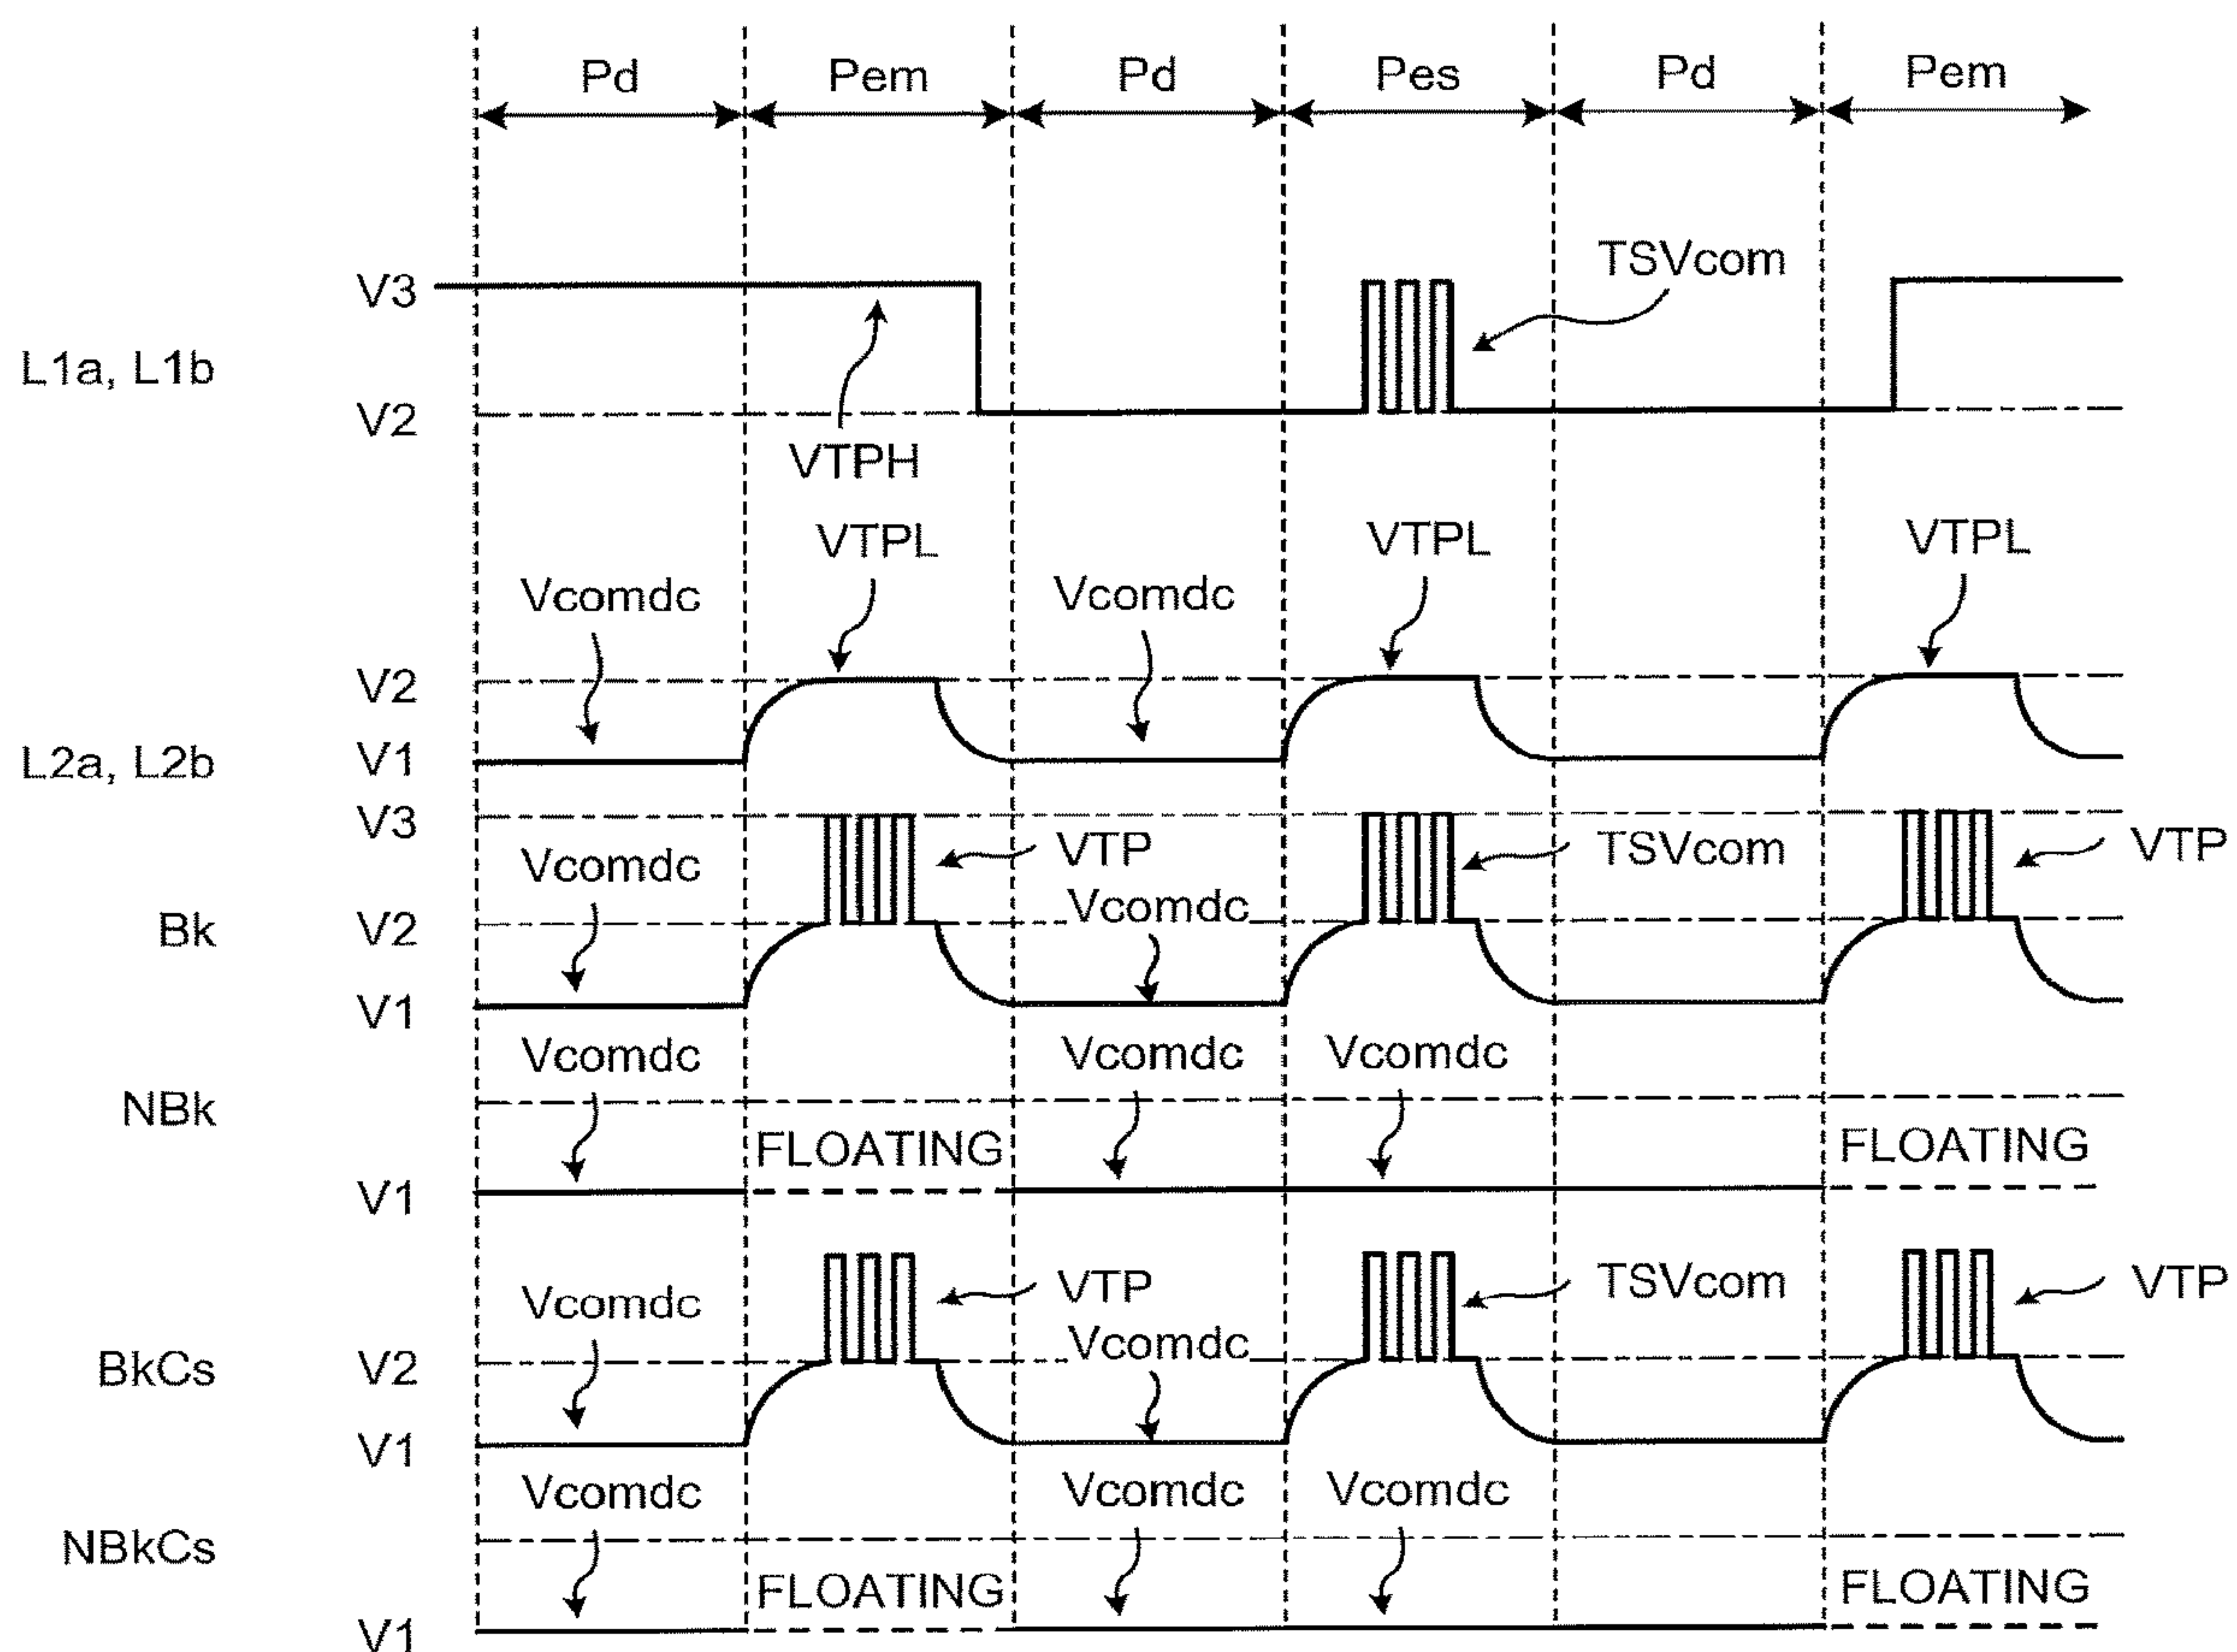 Pd Pem Pd Pes Pd Pem
V3
TSVcom
L1a, L1b
V2
VTPH
VTPL VTPL VTPL
Vcomdc Vcomdc
V2
L2a, L2b V1
V3
Vcomdc VTP TSVcom VTP
Vcomdc
Bk V2
V1
Vcomdc Vcomdc Vcomdc
NBk
FLOATING FLOATING
V1
Vcomdc VTP TSVcom VTP
Vcomdc
BkCs V2
V1
Vcomdc Vcomdc Vcomdc
NBkCs
FLOATING FLOATING
V1